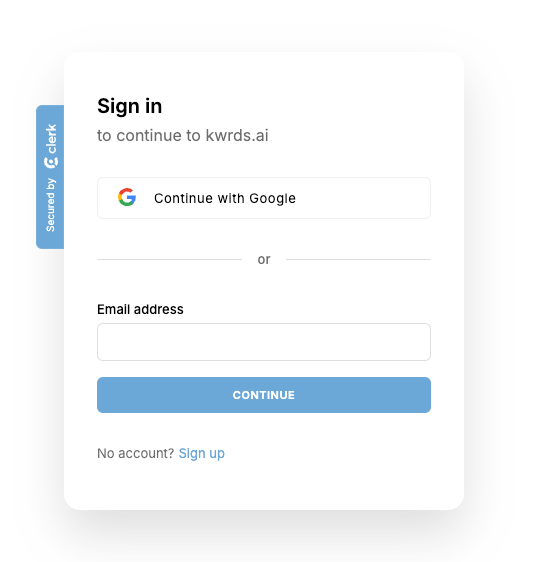 Sign in
to continue to kwrds.ai
Secured by clerk
Continue with Google
or
Email address
CONTINUE
No account? Sign up